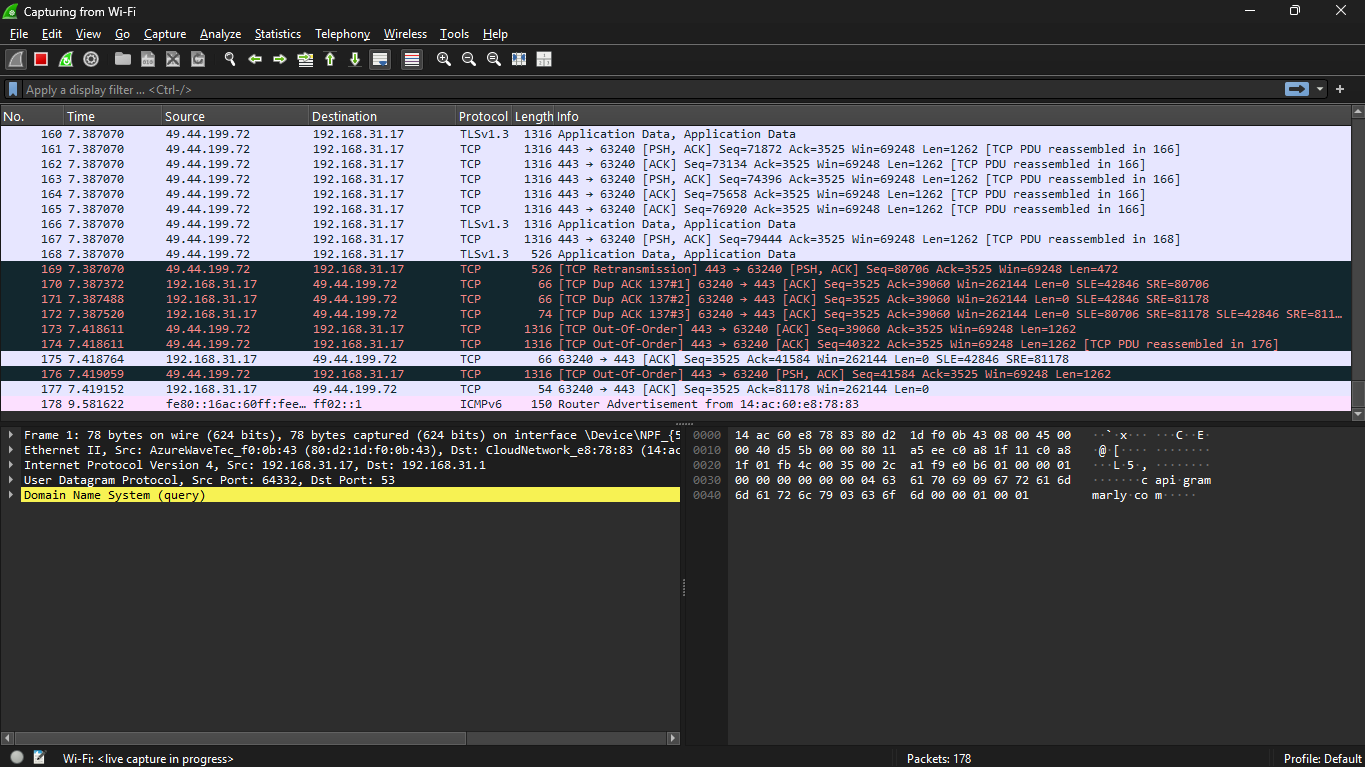 Capturing from Wi-Fi
File Edit View Go Capture Analyze Statistics Telephony Wireless Tools Help
Apply a display filter ... <Ctrl-/>
No. Time Source Destination Protocol Length Info
160 7.387070 49.44.199.72 192.168.31.17 TLSv1.3 1316 Application Data, Application Data
161 7.387070 49.44.199.72 192.168.31.17 TCP 1316 443 → 63240 [PSH, ACK] Seq=71872 Ack=3525 Win=69248 Len=1262 [TCP PDU reassembled in 166]
162 7.387070 49.44.199.72 192.168.31.17 TCP 1316 443 → 63240 [ACK] Seq=73134 Ack=3525 Win=69248 Len=1262 [TCP PDU reassembled in 166]
163 7.387070 49.44.199.72 192.168.31.17 TCP 1316 443 → 63240 [PSH, ACK] Seq=74396 Ack=3525 Win=69248 Len=1262 [TCP PDU reassembled in 166]
164 7.387070 49.44.199.72 192.168.31.17 TCP 1316 443 → 63240 [ACK] Seq=75658 Ack=3525 Win=69248 Len=1262 [TCP PDU reassembled in 166]
165 7.387070 49.44.199.72 192.168.31.17 TCP 1316 443 → 63240 [ACK] Seq=76920 Ack=3525 Win=69248 Len=1262 [TCP PDU reassembled in 166]
166 7.387070 49.44.199.72 192.168.31.17 TLSv1.3 1316 Application Data, Application Data
167 7.387070 49.44.199.72 192.168.31.17 TCP 1316 443 → 63240 [PSH, ACK] Seq=79444 Ack=3525 Win=69248 Len=1262 [TCP PDU reassembled in 168]
168 7.387070 49.44.199.72 192.168.31.17 TLSv1.3 526 Application Data, Application Data
169 7.387070 49.44.199.72 192.168.31.17 TCP 526 [TCP Retransmission] 443 → 63240 [PSH, ACK] Seq=80706 Ack=3525 Win=69248 Len=472
170 7.387372 192.168.31.17 49.44.199.72 TCP 66 [TCP Dup ACK 137#1] 63240 → 443 [ACK] Seq=3525 Ack=39060 Win=262144 Len=0 SLE=42846 SRE=80706
171 7.387488 192.168.31.17 49.44.199.72 TCP 66 [TCP Dup ACK 137#2] 63240 → 443 [ACK] Seq=3525 Ack=39060 Win=262144 Len=0 SLE=42846 SRE=81178
172 7.387520 192.168.31.17 49.44.199.72 TCP 74 [TCP Dup ACK 137#3] 63240 → 443 [ACK] Seq=3525 Ack=39060 Win=262144 Len=0 SLE=80706 SRE=81178 SLE=42846 SRE=811…
173 7.418611 49.44.199.72 192.168.31.17 TCP 1316 [TCP Out-Of-Order] 443 → 63240 [ACK] Seq=39060 Ack=3525 Win=69248 Len=1262
174 7.418611 49.44.199.72 192.168.31.17 TCP 1316 [TCP Out-Of-Order] 443 → 63240 [ACK] Seq=40322 Ack=3525 Win=69248 Len=1262 [TCP PDU reassembled in 176]
175 7.418764 192.168.31.17 49.44.199.72 TCP 66 63240 → 443 [ACK] Seq=3525 Ack=41584 Win=262144 Len=0 SLE=42846 SRE=81178
176 7.419059 49.44.199.72 192.168.31.17 TCP 1316 [TCP Out-Of-Order] 443 → 63240 [PSH, ACK] Seq=41584 Ack=3525 Win=69248 Len=1262
177 7.419152 192.168.31.17 49.44.199.72 TCP 54 63240 → 443 [ACK] Seq=3525 Ack=81178 Win=262144 Len=0
178 9.581622 fe80::16ac:60ff:fee… ff02::1 ICMPv6 150 Router Advertisement from 14:ac:60:e8:78:83
Frame 1: 78 bytes on wire (624 bits), 78 bytes captured (624 bits) on interface \Device\NPF_{5
Ethernet II, Src: AzureWaveTec_f0:0b:43 (80:d2:1d:f0:0b:43), Dst: CloudNetwork_e8:78:83 (14:ac
Internet Protocol Version 4, Src: 192.168.31.17, Dst: 192.168.31.1
User Datagram Protocol, Src Port: 64332, Dst Port: 53
Domain Name System (query)
0000 14 ac 60 e8 78 83 80 d2 1d f0 0b 43 08 00 45 00 ··`·x··· ···C··E·
0010 00 40 d5 5b 00 00 80 11 a5 ee c0 a8 1f 11 c0 a8 ·@·[···· ········
0020 1f 01 fb 4c 00 35 00 2c a1 f9 e0 b6 01 00 00 01 ···L·5·, ········
0030 00 00 00 00 00 00 04 63 61 70 69 09 67 72 61 6d ·······c api·gram
0040 6d 61 72 6c 79 03 63 6f 6d 00 00 01 00 01 marly·co m·····
Wi-Fi: <live capture in progress>
Packets: 178
Profile: Default